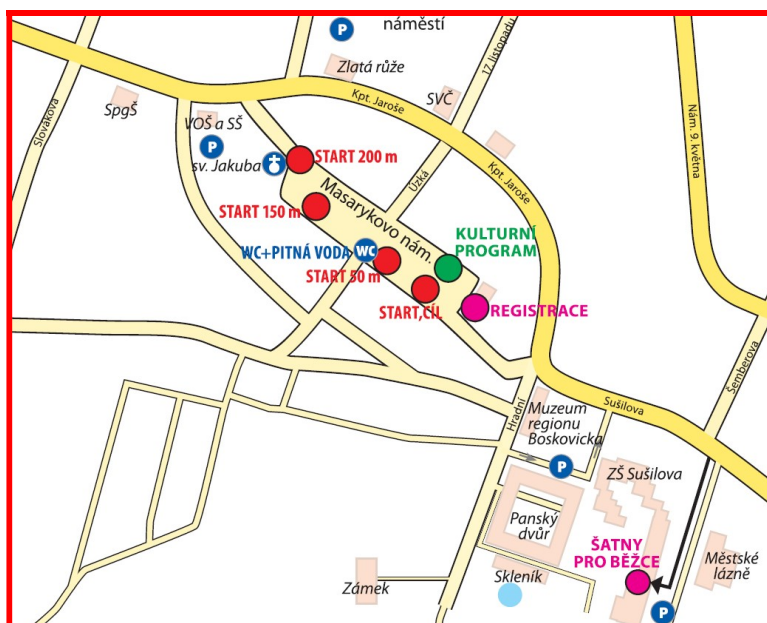 náměstí
P
Zlatá růže
17. listopadu
Slovákova
SpgŠ
Kpt. Jaroše
SVČ
Nám. 9. května
VOŠ a SŠ
P
sv. Jakuba
START 200 m
Kpt. Jaroše
Úzká
Masarykovo nám.
START 150 m
KULTURNÍ
PROGRAM
WC+PITNÁ VODA
WC
START 50 m
START,CÍL
REGISTRACE
Šemberova
Sušilova
Hradní
Muzeum
regionu
Boskovicka
P
ZŠ Sušilova
Panský
dvůr
ŠATNY
PRO BĚŽCE
Městské
lázně
Zámek
Skleník
P